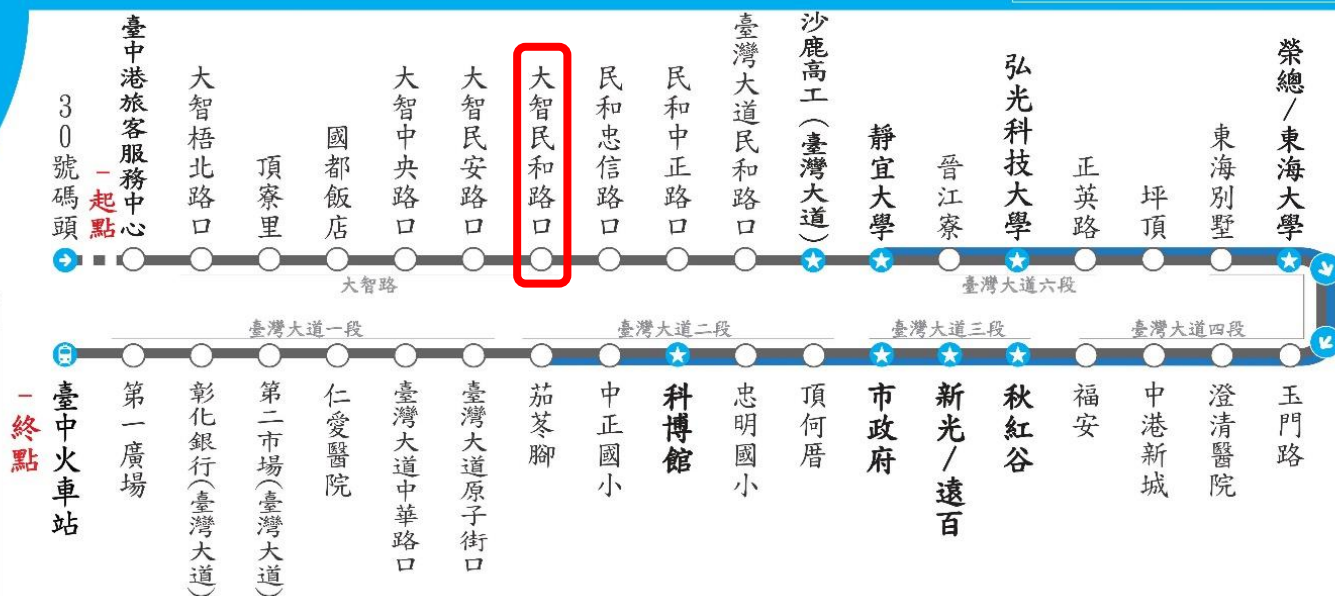 30號碼頭
-起點
臺中港旅客服務中心
大智梧北路口
頂寮里
國都飯店
大智中央路口
大智民安路口
大智民和路口
民和忠信路口
民和中正路口
臺灣大道民和路口
沙鹿高工(臺灣大道)
靜宜大學
晉江寮
弘光科技大學
正英路
坪頂
東海別墅
榮總/東海大學
大智路
臺灣大道六段
臺灣大道一段
臺灣大道二段
臺灣大道三段
臺灣大道四段
-終點
臺中火車站
第一廣場
彰化銀行(臺灣大道)
第二市場(臺灣大道)
仁愛醫院
臺灣大道中華路口
臺灣大道原子街口
茄苳腳
中正國小
科博館
忠明國小
頂何厝
市政府
新光/遠百
秋紅谷
福安
中港新城
澄清醫院
玉門路